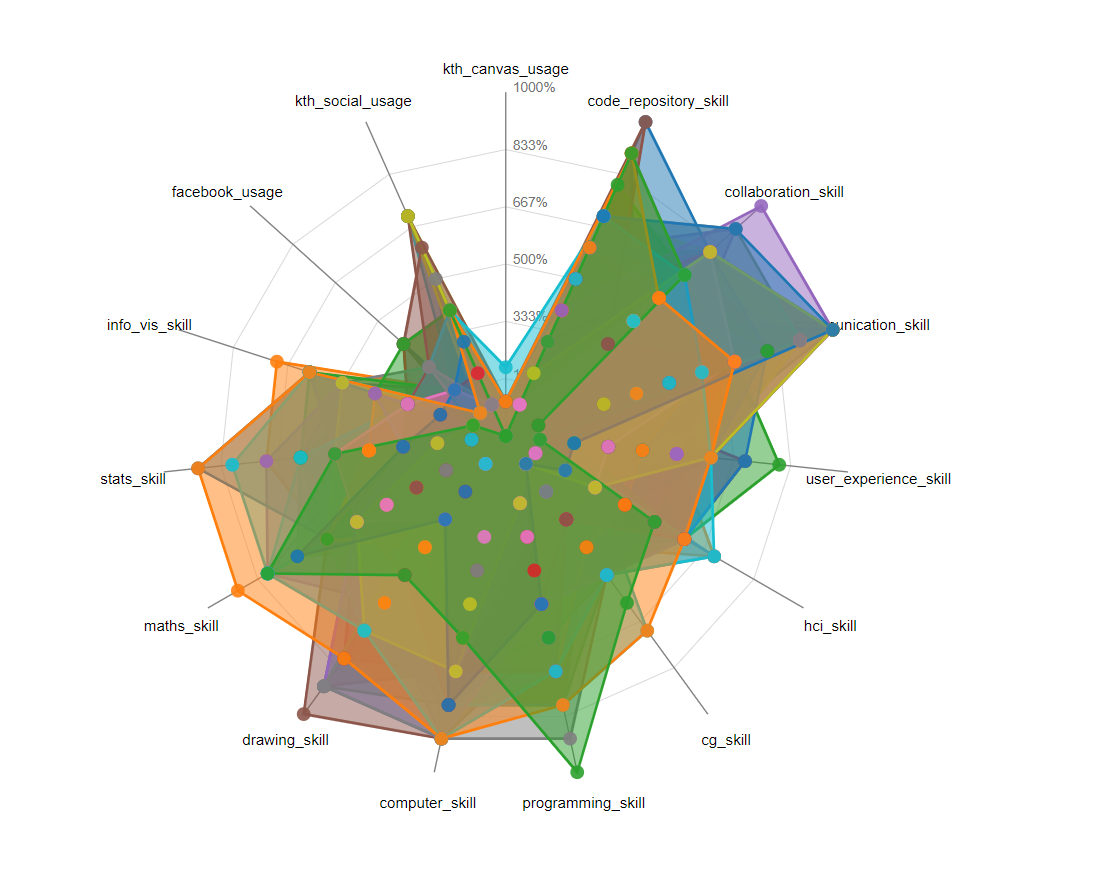 kth_canvas_usage
1000%
kth_social_usage
code_repository_skill
833%
facebook_usage
collaboration_skill
667%
500%
333%
info_vis_skill
unication_skill
stats_skill
user_experience_skill
maths_skill
hci_skill
drawing_skill
cg_skill
computer_skill
programming_skill